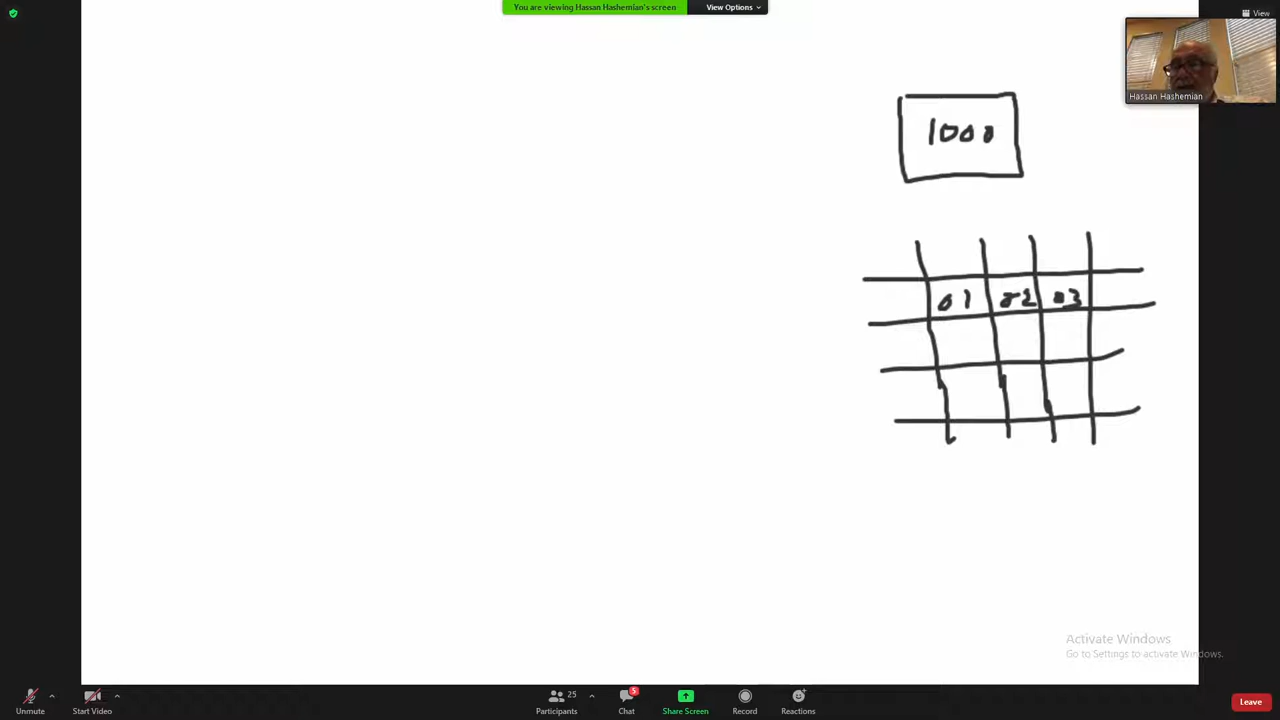 You are viewing Hassan Hashemian's screen
View Options
View
Hassan Hashemian
1000
01 02 03
Activate Windows
Go to Settings to activate Windows.
Unmute
Start Video
25
Participants
5
Chat
Share Screen
Record
Reactions
Leave